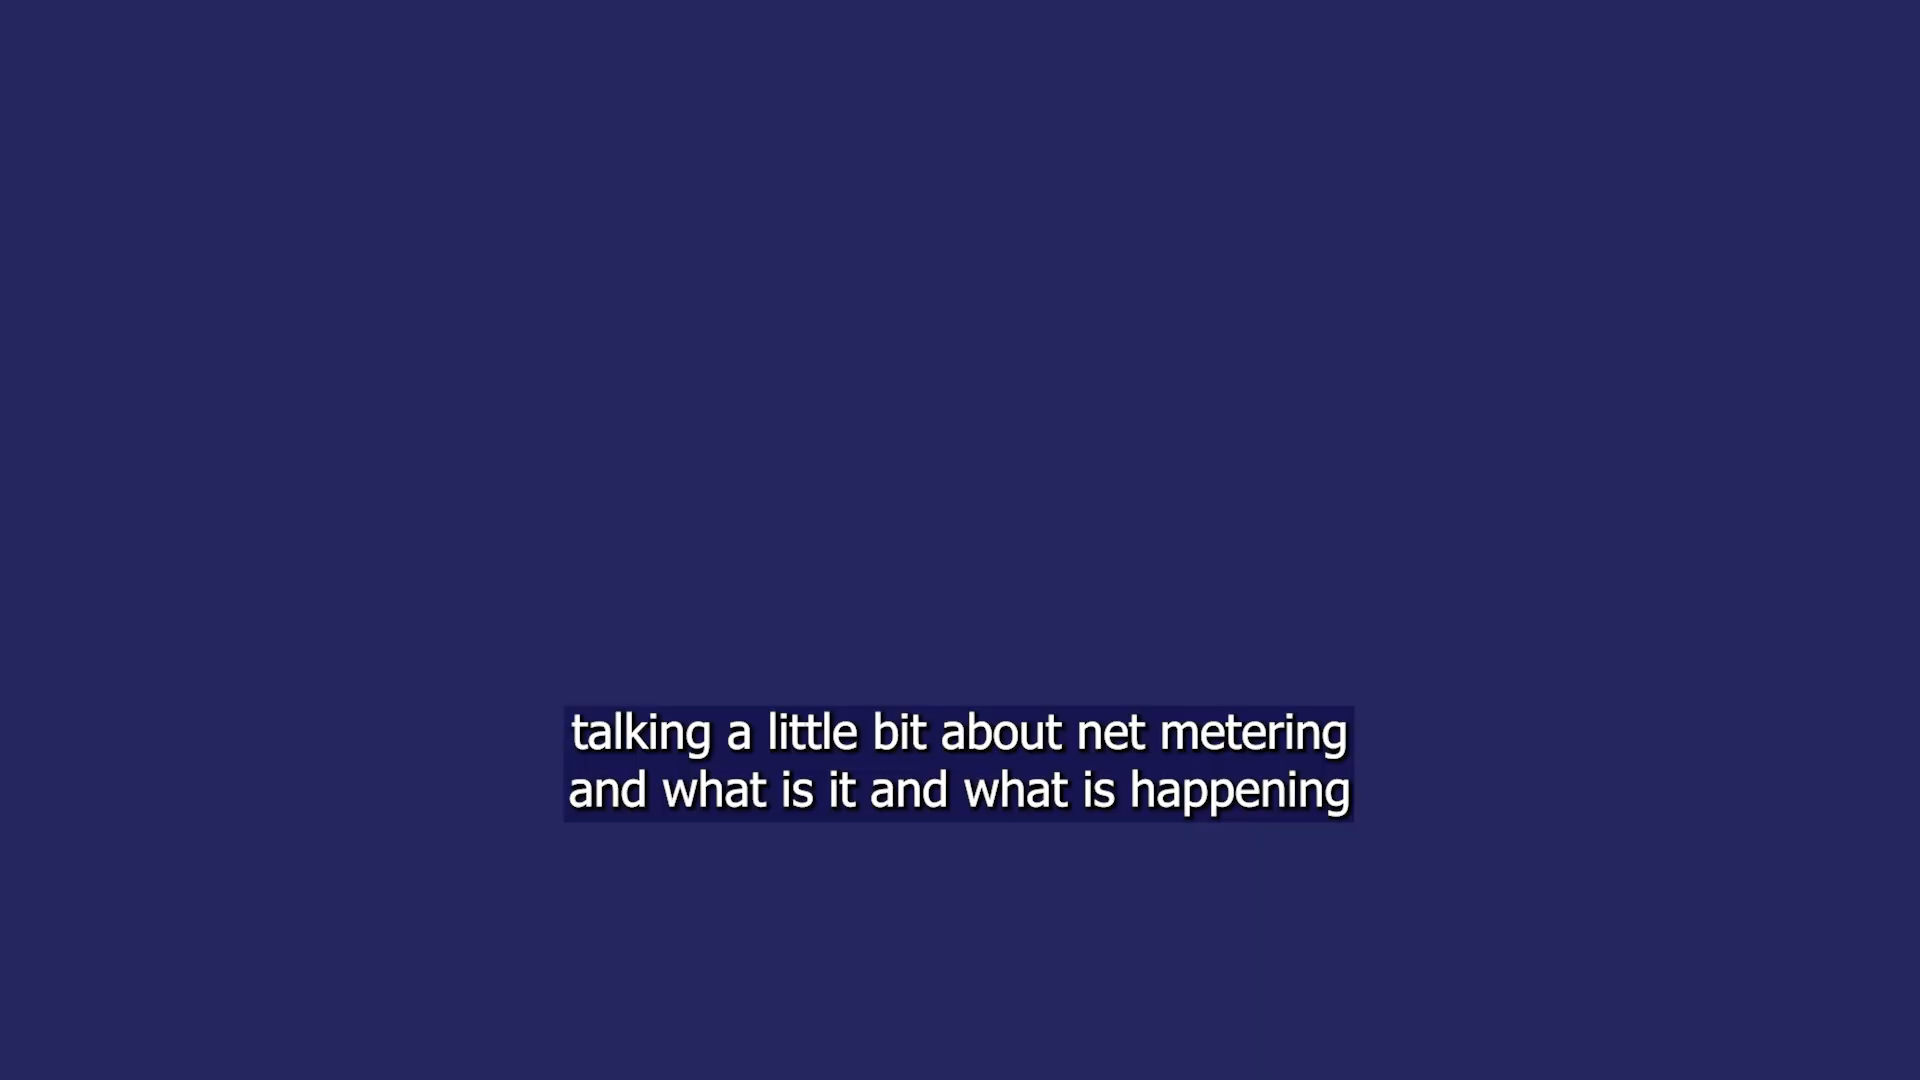 talking a little bit about net metering
and what is it and what is happening